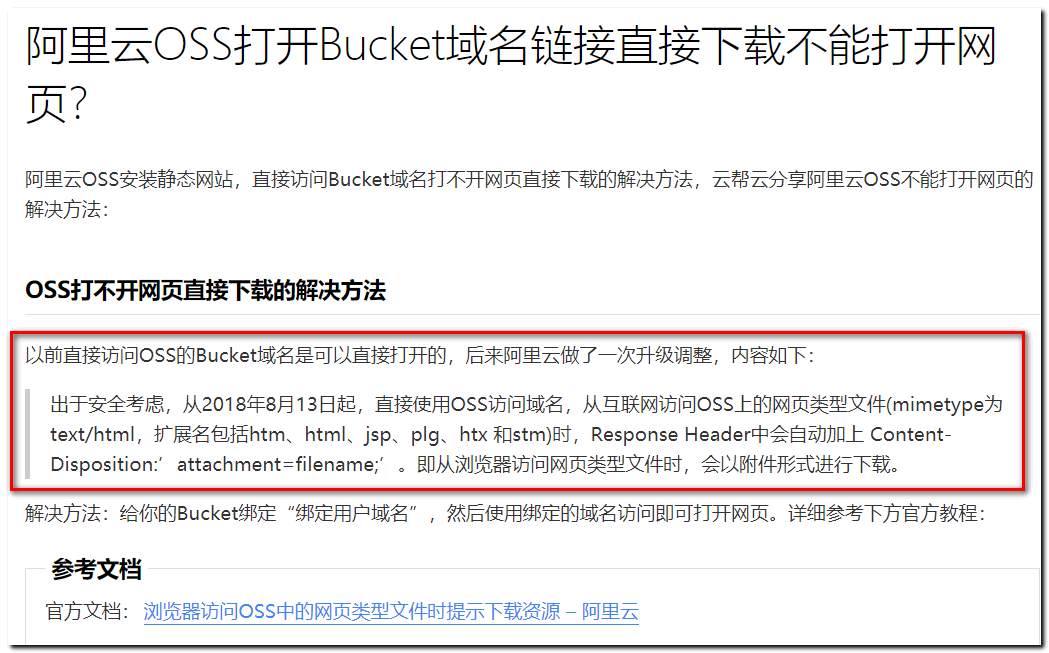 阿里云OSS打开Bucket域名链接直接下载不能打开网
页？
阿里云OSS安装静态网站，直接访问Bucket域名打不开网页直接下载的解决方法，云帮云分享阿里云OSS不能打开网页的
解决方法：
OSS打不开网页直接下载的解决方法
以前直接访问OSS的Bucket域名是可以直接打开的，后来阿里云做了一次升级调整，内容如下：
出于安全考虑，从2018年8月13日起，直接使用OSS访问域名，从互联网访问OSS上的网页类型文件(mimetype为
text/html，扩展名包括htm、html、jsp、plg、htx 和stm)时，Response Header中会自动加上 Content-
Disposition:’attachment=filename;’。即从浏览器访问网页类型文件时，会以附件形式进行下载。
解决方法：给你的Bucket绑定“绑定用户域名”，然后使用绑定的域名访问即可打开网页。详细参考下方官方教程：
参考文档
官方文档： 浏览器访问OSS中的网页类型文件时提示下载资源 – 阿里云